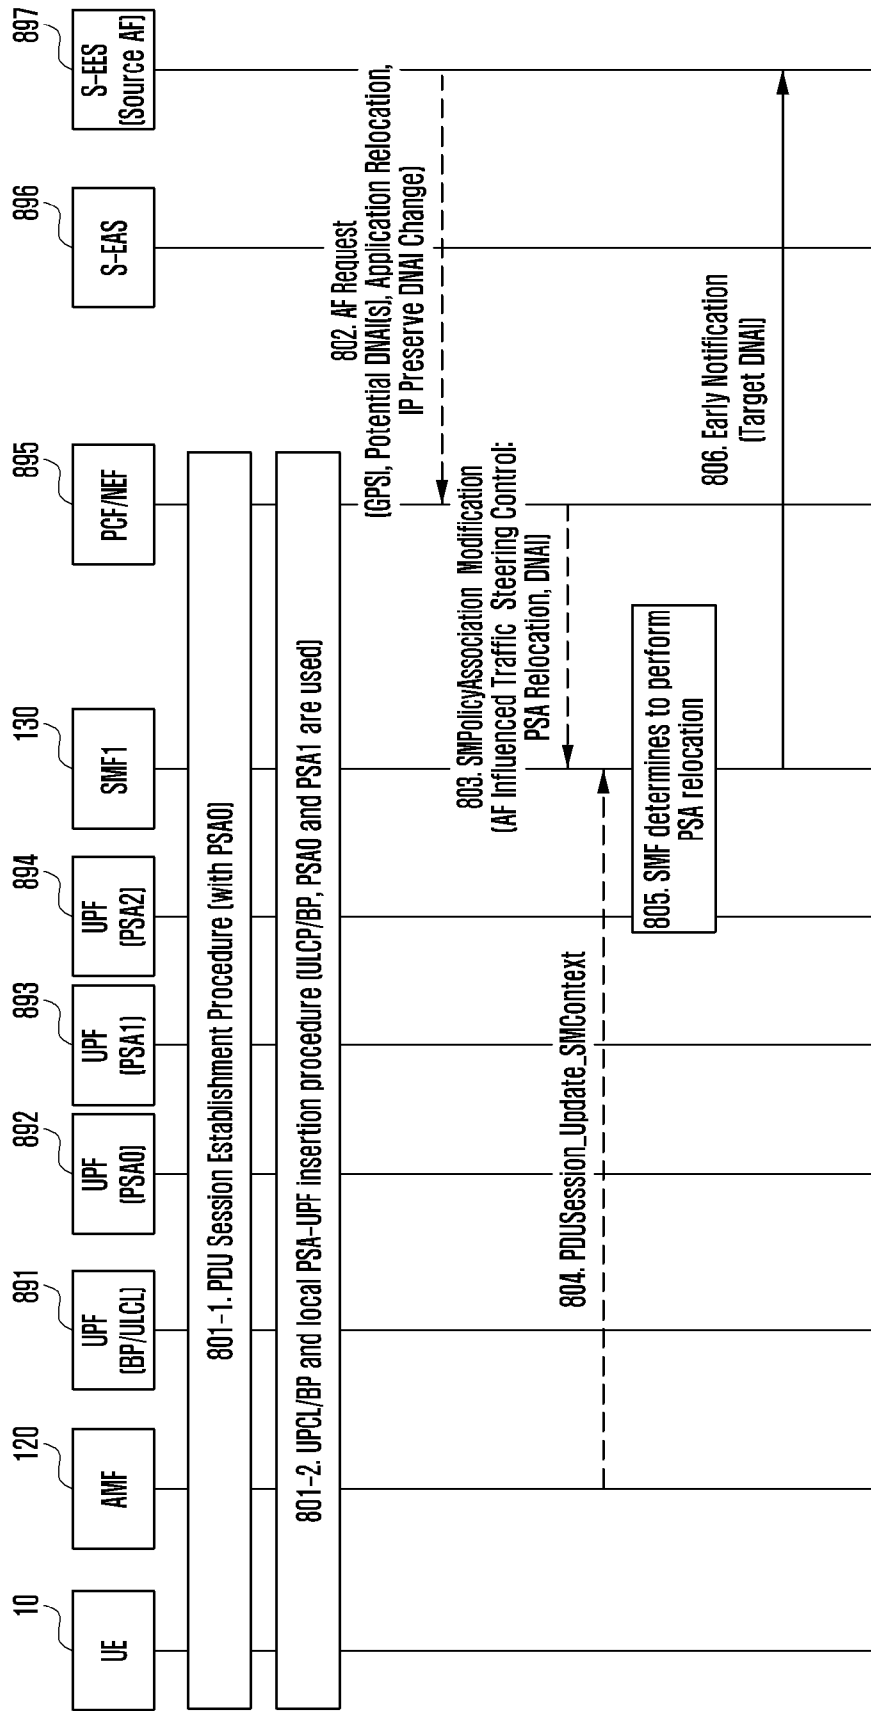 10
120
891
892
893
894
130
895
896
897
UE
AMF
UPF
(BP/ULCL)
UPF
(PSA0)
UPF
(PSA1)
UPF
(PSA2)
SMF1
PCF/NEF
S-EAS
S-EES
(Source AF)
801-1. PDU Session Establishment Procedure (with PSA0)
801-2. UPCL/BP and local PSA-UPF insertion procedure (ULCP/BP, PSA0 and PSA1 are used)
802. AF Request
(GPSI, Potential DNAI(s), Application Relocation,
IP Preserve DNAI Change)
803. SMPolicyAssociation Modification
(AF Influenced Traffic Steering Control:
PSA Relocation, DNAI)
804. PDUSession_Update_SMContext
805. SMF determines to perform
PSA relocation
806. Early Notification
(Target DNAI)